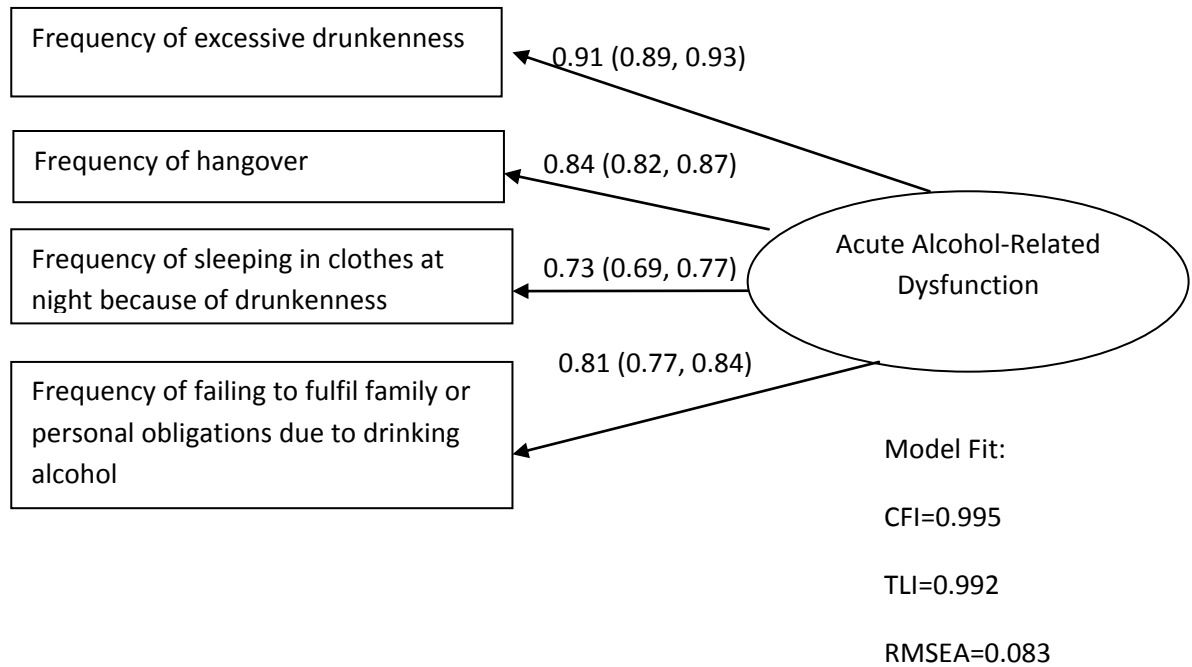 Frequency of excessive drunkenness
0.91 (0.89, 0.93)
Frequency of hangover
0.84 (0.82, 0.87)
Frequency of sleeping in clothes at
night because of drunkenness
0.73 (0.69, 0.77)
Acute Alcohol-Related
Dysfunction
0.81 (0.77, 0.84)
Frequency of failing to fulfil family or
personal obligations due to drinking
alcohol
Model Fit:
CFI=0.995
TLI=0.992
RMSEA=0.083